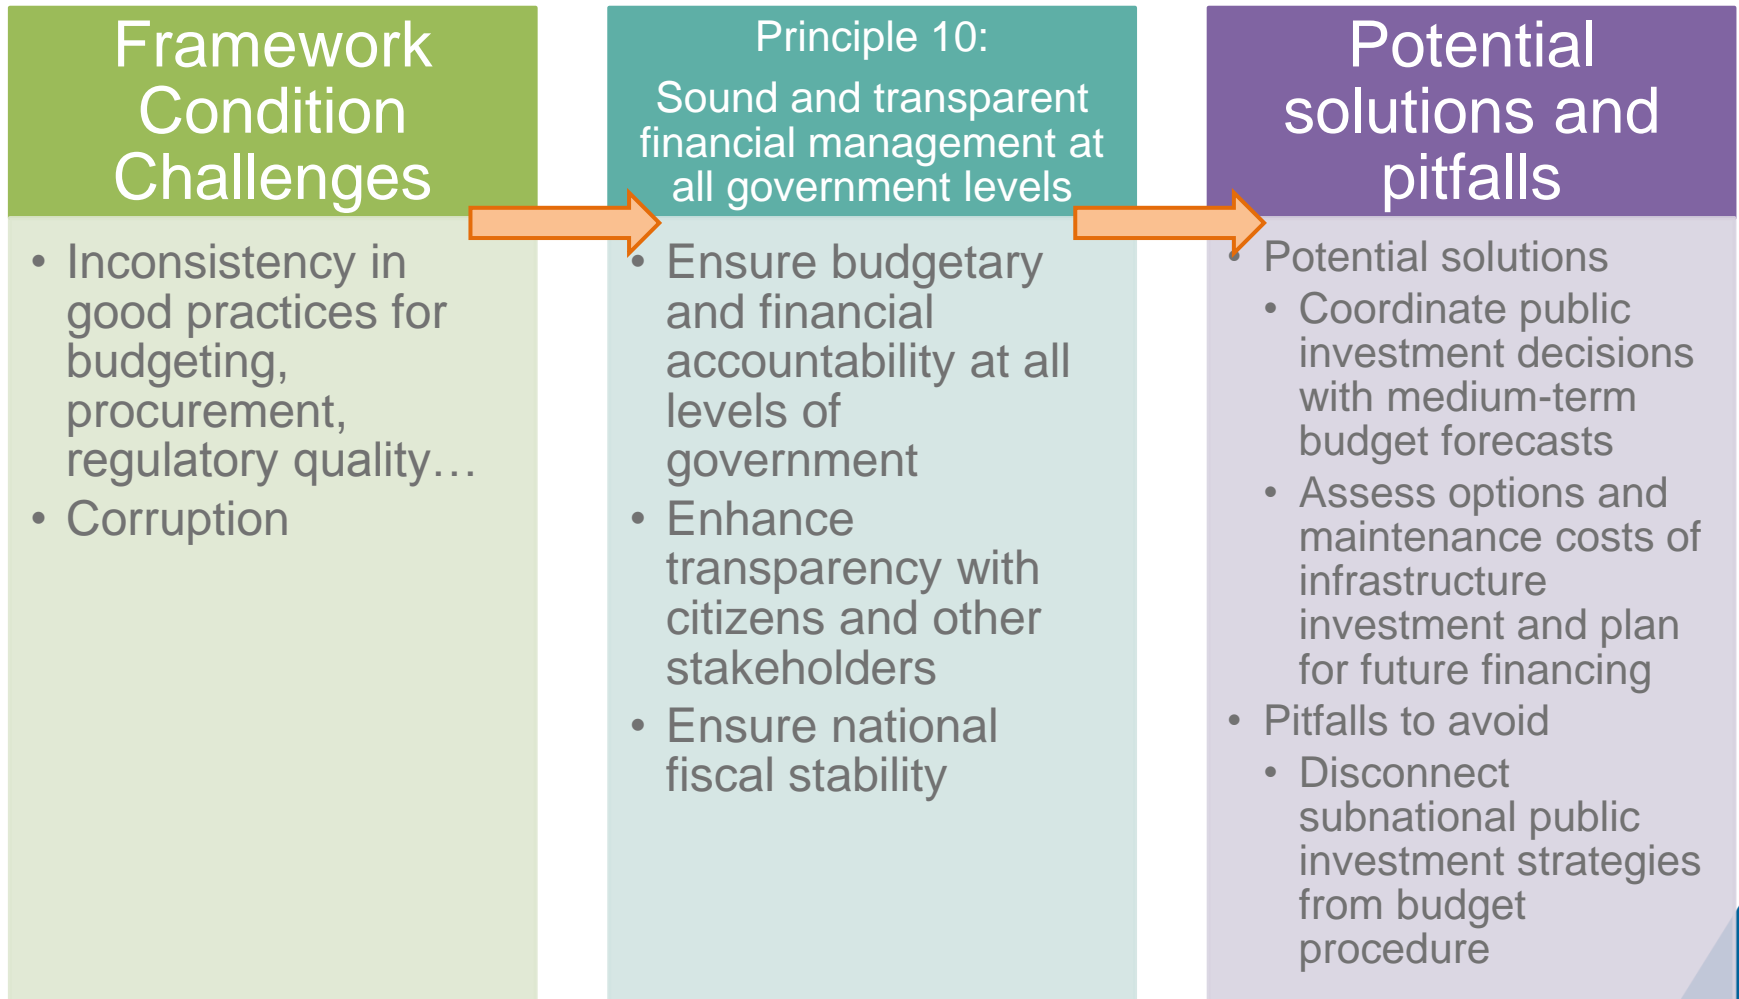 Framework
Condition
Challenges
• Inconsistency in
good practices for
budgeting,
procurement,
regulatory quality…
• Corruption
Principle 10:
Sound and transparent
financial management at
all government levels
• Ensure budgetary
and financial
accountability at all
levels of
government
• Enhance
transparency with
citizens and other
stakeholders
• Ensure national
fiscal stability
Potential
solutions and
pitfalls
• Potential solutions
• Coordinate public
investment decisions
with medium-term
budget forecasts
• Assess options and
maintenance costs of
infrastructure
investment and plan
for future financing
• Pitfalls to avoid
• Disconnect
subnational public
investment strategies
from budget
procedure